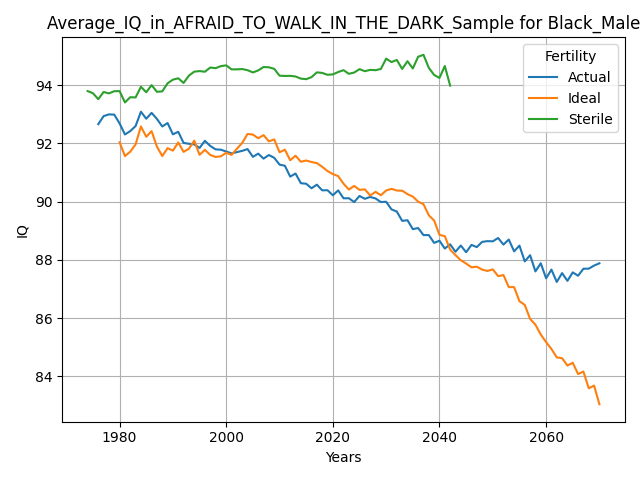 Average_IQ_in_AFRAID_TO_WALK_IN_THE_DARK_Sample for Black_Male
Fertility
Actual
Ideal
Sterile
94
92
90
88
86
84
IQ
1980
2000
2020
2040
2060
Years